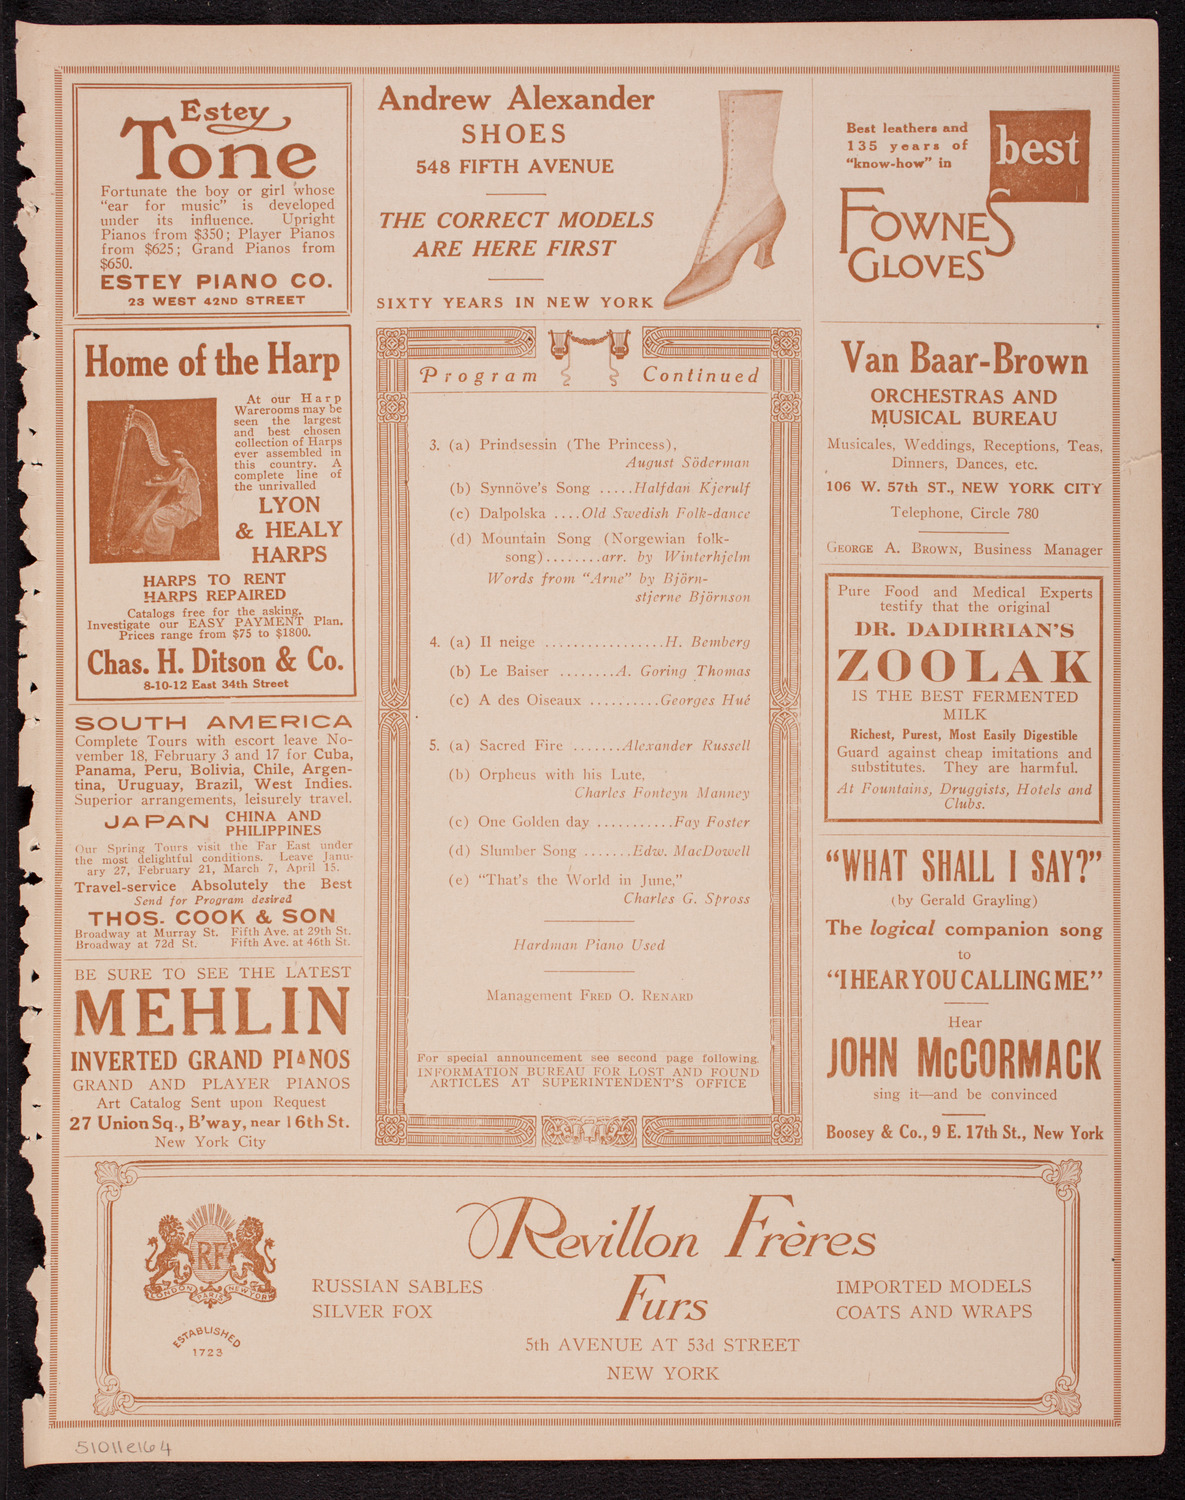 Estey
Tone
Fortunate the boy or girl whose
"ear for music" is developed
under its influence. Upright
Pianos from $350; Player Pianos
from $625; Grand Pianos from
$650.
ESTEY PIANO CO.
23 WEST 42ND STREET
Andrew Alexander
SHOES
548 FIFTH AVENUE
THE CORRECT MODELS
ARE HERE FIRST
SIXTY YEARS IN NEW YORK
Best leathers and
135 years of
"know-how" in
best
FOWNES
GLOVES
Home of the Harp
At our Harp
Warerooms may be
seen the largest
and best chosen
collection of Harps
ever assembled in
this country. A
complete line of
the unrivalled
LYON
& HEALY
HARPS
HARPS TO RENT
HARPS REPAIRED
Catalogs free for the asking.
Investigate our EASY PAYMENT Plan.
Prices range from $75 to $1800.
Chas. H. Ditson & Co.
8-10-12 East 34th Street
SOUTH AMERICA
Complete Tours with escort leave No-
vember 18, February 3 and 17 for Cuba,
Panama, Peru, Bolivia, Chile, Argen-
tina, Uruguay, Brazil, West Indies.
Superior arrangements, leisurely travel.
JAPAN CHINA AND
PHILIPPINES
Our Spring Tours visit the Far East under
the most delightful conditions. Leave Janu-
ary 27, February 21, March 7, April 15.
Travel-service Absolutely the Best
Send for Program desired
THOS. COOK & SON
Broadway at Murray St. Fifth Ave. at 29th St.
Broadway at 72d St. Fifth Ave. at 46th St.
BE SURE TO SEE THE LATEST
MEHLIN
INVERTED GRAND PIANOS
GRAND AND PLAYER PIANOS
Art Catalog Sent upon Request
27 Union Sq., B'way, near 16th St.
New York City
Program Continued
3. (a) Prindsessin (The Princess),
August Söderman
(b) Synnöve's Song .....Halfdan Kjerulf
(c) Dalpolska ....Old Swedish Folk-dance
(d) Mountain Song (Norgewian folk-
song)........arr. by Winterhjelm
Words from "Arne" by Björn-
stjerne Björnson
4. (a) Il neige .................H. Bemberg
(b) Le Baiser ........A. Goring Thomas
(c) A des Oiseaux ..........Georges Hué
5. (a) Sacred Fire ........Alexander Russell
(b) Orpheus with his Lute,
Charles Fonteyn Manney
(c) One Golden day ...........Fay Foster
(d) Slumber Song .......Edw. MacDowell
(e) "That's the World in June,"
Charles G. Spross
Hardman Piano Used
Management FRED O. RENARD
For special announcement see second page following.
INFORMATION BUREAU FOR LOST AND FOUND
ARTICLES AT SUPERINTENDENT'S OFFICE
Van Baar-Brown
ORCHESTRAS AND
MUSICAL BUREAU
Musicales, Weddings, Receptions, Teas,
Dinners, Dances, etc.
106 W. 57th ST., NEW YORK CITY
Telephone, Circle 780
GEORGE A. BROWN, Business Manager
Pure Food and Medical Experts
testify that the original
DR. DADIRRIAN'S
ZOOLAK
IS THE BEST FERMENTED
MILK
Richest, Purest, Most Easily Digestible
Guard against cheap imitations and
substitutes. They are harmful.
At Fountains, Druggists, Hotels and
Clubs.
"WHAT SHALL I SAY?"
(by Gerald Grayling)
The logical companion song
to
"I HEAR YOU CALLING ME"
Hear
JOHN McCORMACK
sing it—and be convinced
Boosey & Co., 9 E. 17th St., New York
RF
LONDON PARIS NEW YORK
ESTABLISHED
1723
Revillon Frères
Furs
RUSSIAN SABLES
SILVER FOX
IMPORTED MODELS
COATS AND WRAPS
5th AVENUE AT 53d STREET
NEW YORK
51011e164